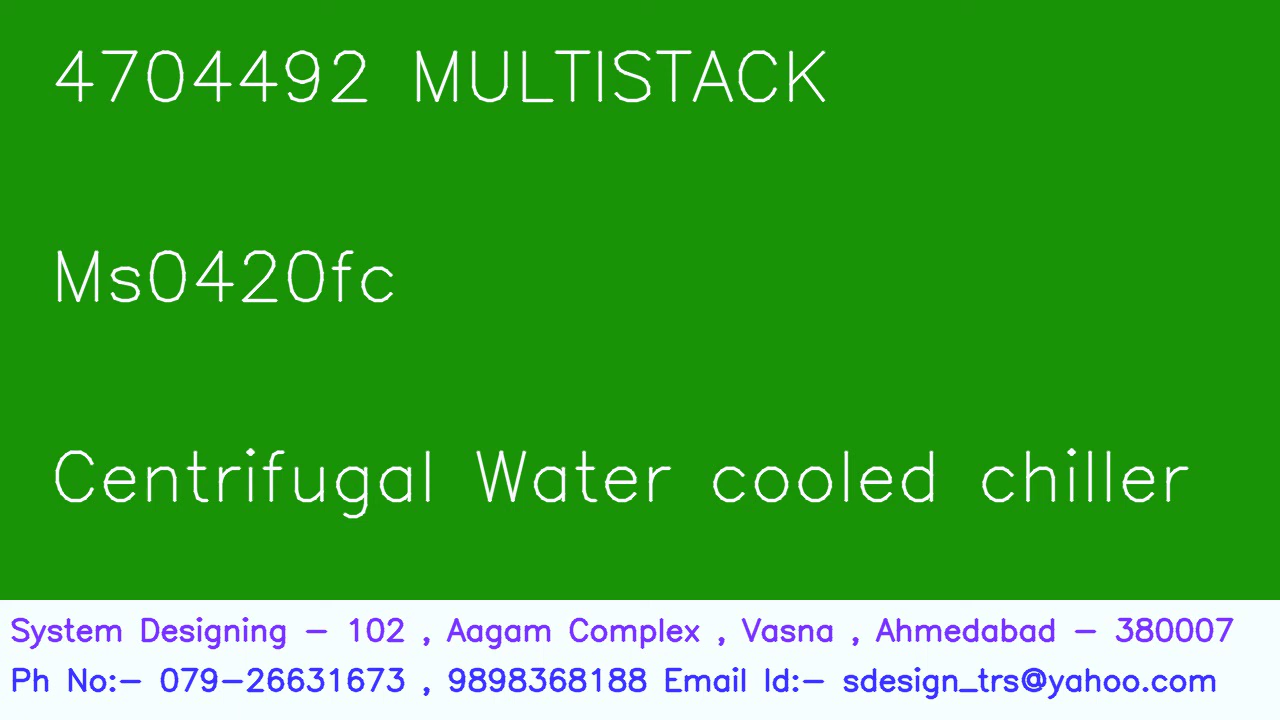 4704492 MULTISTACK
Ms0420fc
Centrifugal Water cooled chiller
System Designing - 102 , Aagam Complex , Vasna , Ahmedabad - 380007
Ph No:- 079-26631673 , 9898368188 Email Id:- sdesign_trs@yahoo.com